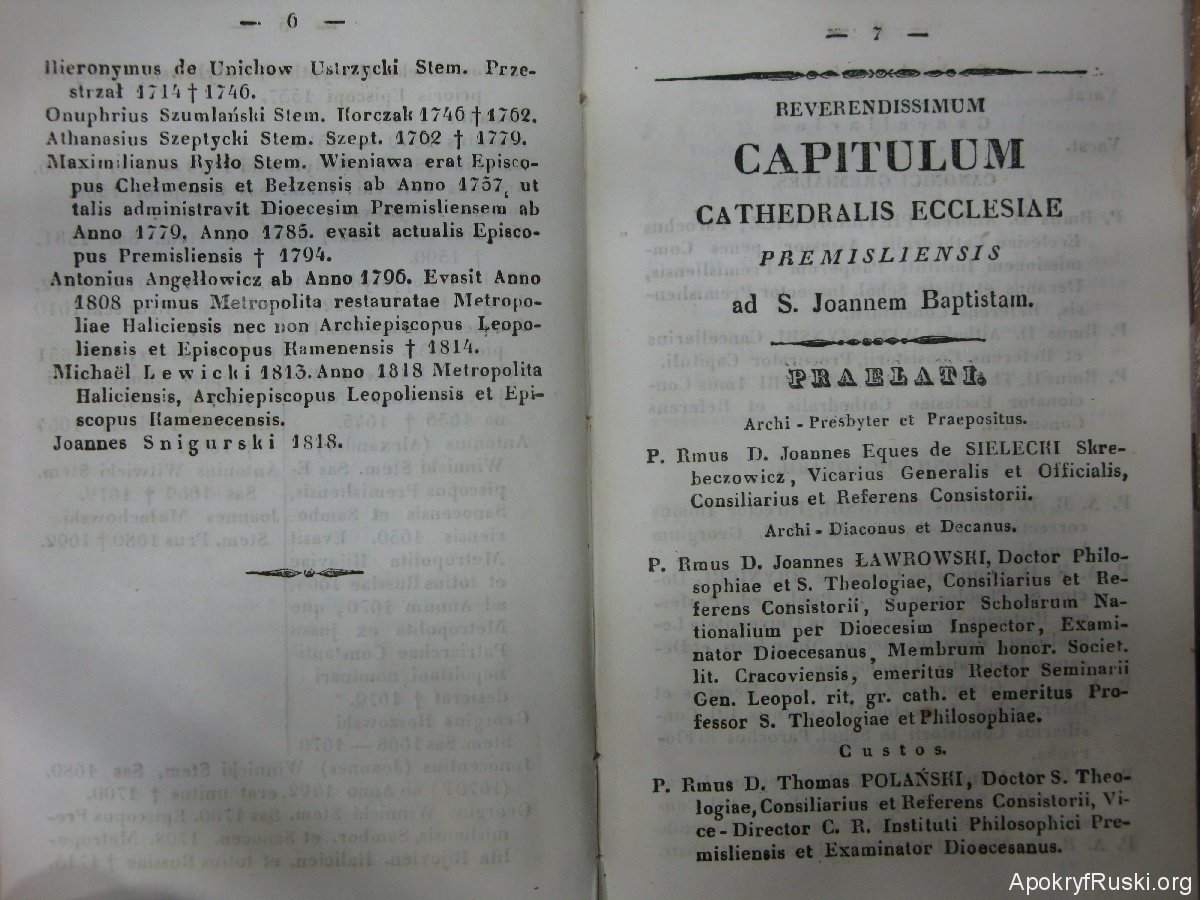 — 6 —
Hieronymus de Unichow Ustrzycki Stem. Prze-
strzał 1714 † 1746.
Onuphrius Szumlański Stem. Korczak 1746 † 1762.
Athanasius Szeptycki Stem. Szept. 1762 † 1779.
Maximilianus Ryłło Stem. Wieniawa erat Episco-
pus Chełmensis et Bełzensis ab Anno 1757, ut
talis administravit Dioecesim Premisliensem ab
Anno 1779, Anno 1785. evasit actualis Episco-
pus Premisliensis † 1794.
Antonius Angełłowicz ab Anno 1796. Evasit Anno
1808 primus Metropolita restauratae Metropo-
liae Haliciensis nec non Archiepiscopus Leopo-
liensis et Episcopus Kamenensis † 1814.
Michaël Lewicki 1813. Anno 1818 Metropolita
Haliciensis, Archiepiscopus Leopoliensis et Epi-
scopus Kamenecensis.
Joannes Snigurski 1818.
— 7 —
REVERENDISSIMUM
CAPITULUM
CATHEDRALIS ECCLESIAE
PREMISLIENSIS
ad S. Joannem Baptistam.
PRAELATI.
Archi - Presbyter et Praepositus.
P. Rmus D. Joannes Eques de SIELECKI Skre-
beczowicz, Vicarius Generalis et Officialis,
Consiliarius et Referens Consistorii.
Archi - Diaconus et Decanus.
P. Rmus D. Joannes ŁAWROWSKI, Doctor Philo-
sophiae et S. Theologiae, Consiliarius et Re-
ferens Consistorii, Superior Scholarum Na-
tionalium per Dioecesim Inspector, Exami-
nator Dioecesanus, Membrum honor. Societ.
lit. Cracoviensis, emeritus Rector Seminarii
Gen. Leopol. rit. gr. cath. et emeritus Pro-
fessor S. Theologiae et Philosophiae.
Custos.
P. Rmus D. Thomas POLAŃSKI, Doctor S. Theo-
logiae, Consiliarius et Referens Consistorii, Vi-
ce - Director C. R. Instituti Philosophici Pre-
misliensis et Examinator Dioecesanus.
ApokryfRuski.org